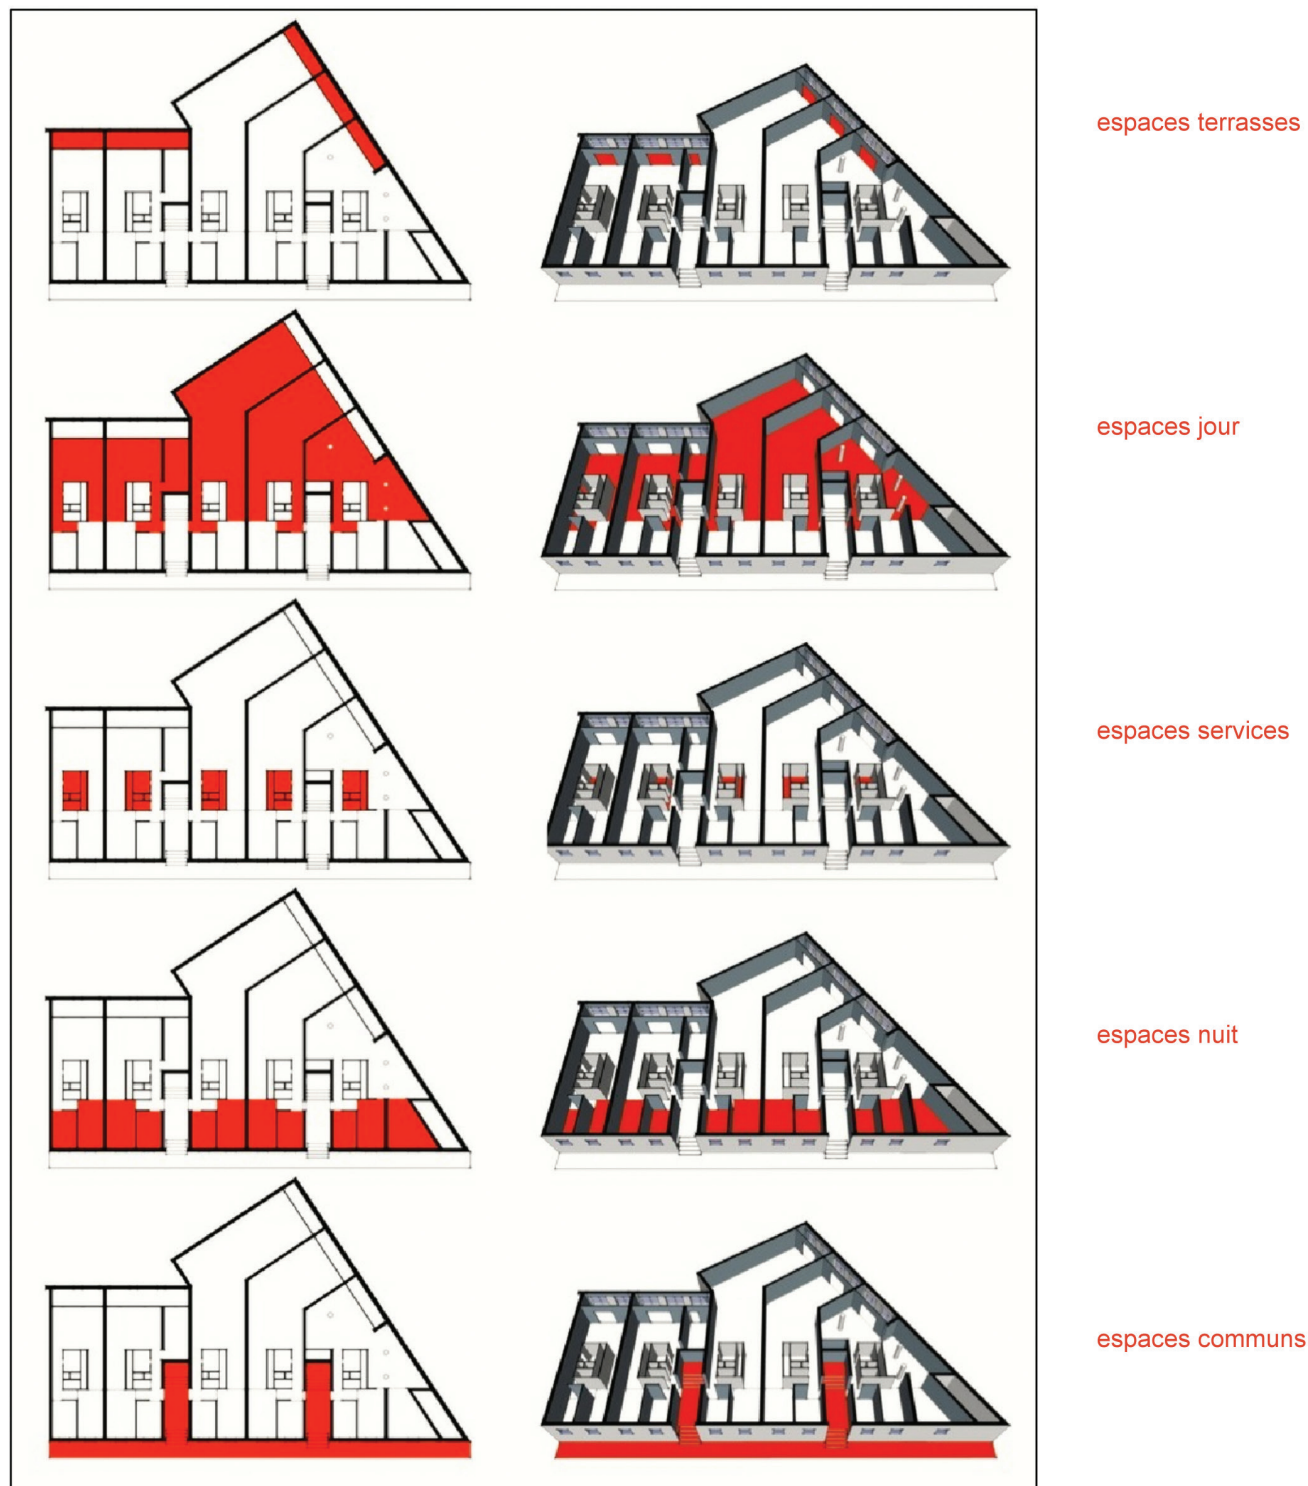 espaces terrasses
espaces jour
espaces services
espaces nuit
espaces communs